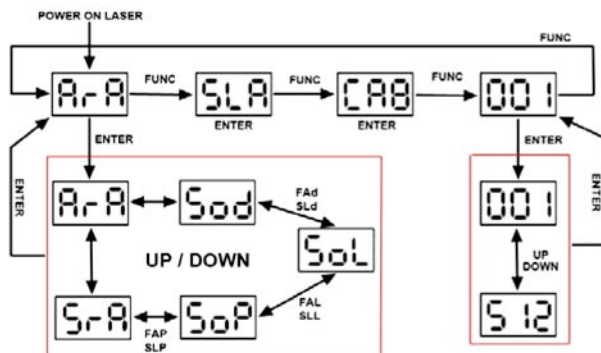 POWER ON LASER
FUNC
ArA FUNC SLA FUNC CAB FUNC 001
ENTER ENTER ENTER ENTER
ENTER ENTER
ArA Sod FAd SLd 001
UP / DOWN SoL UP DOWN
SrA FAP SLP SoP FAL SLL 512